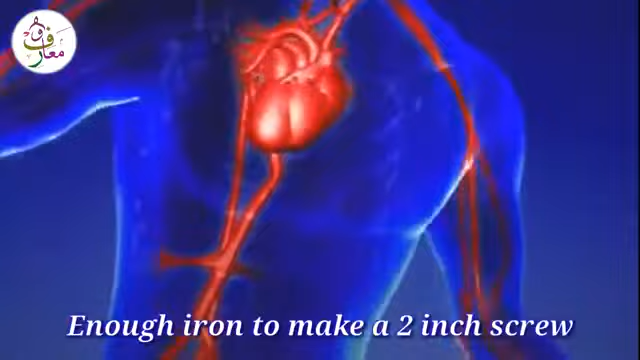 معارف و
Enough iron to make a 2 inch screw